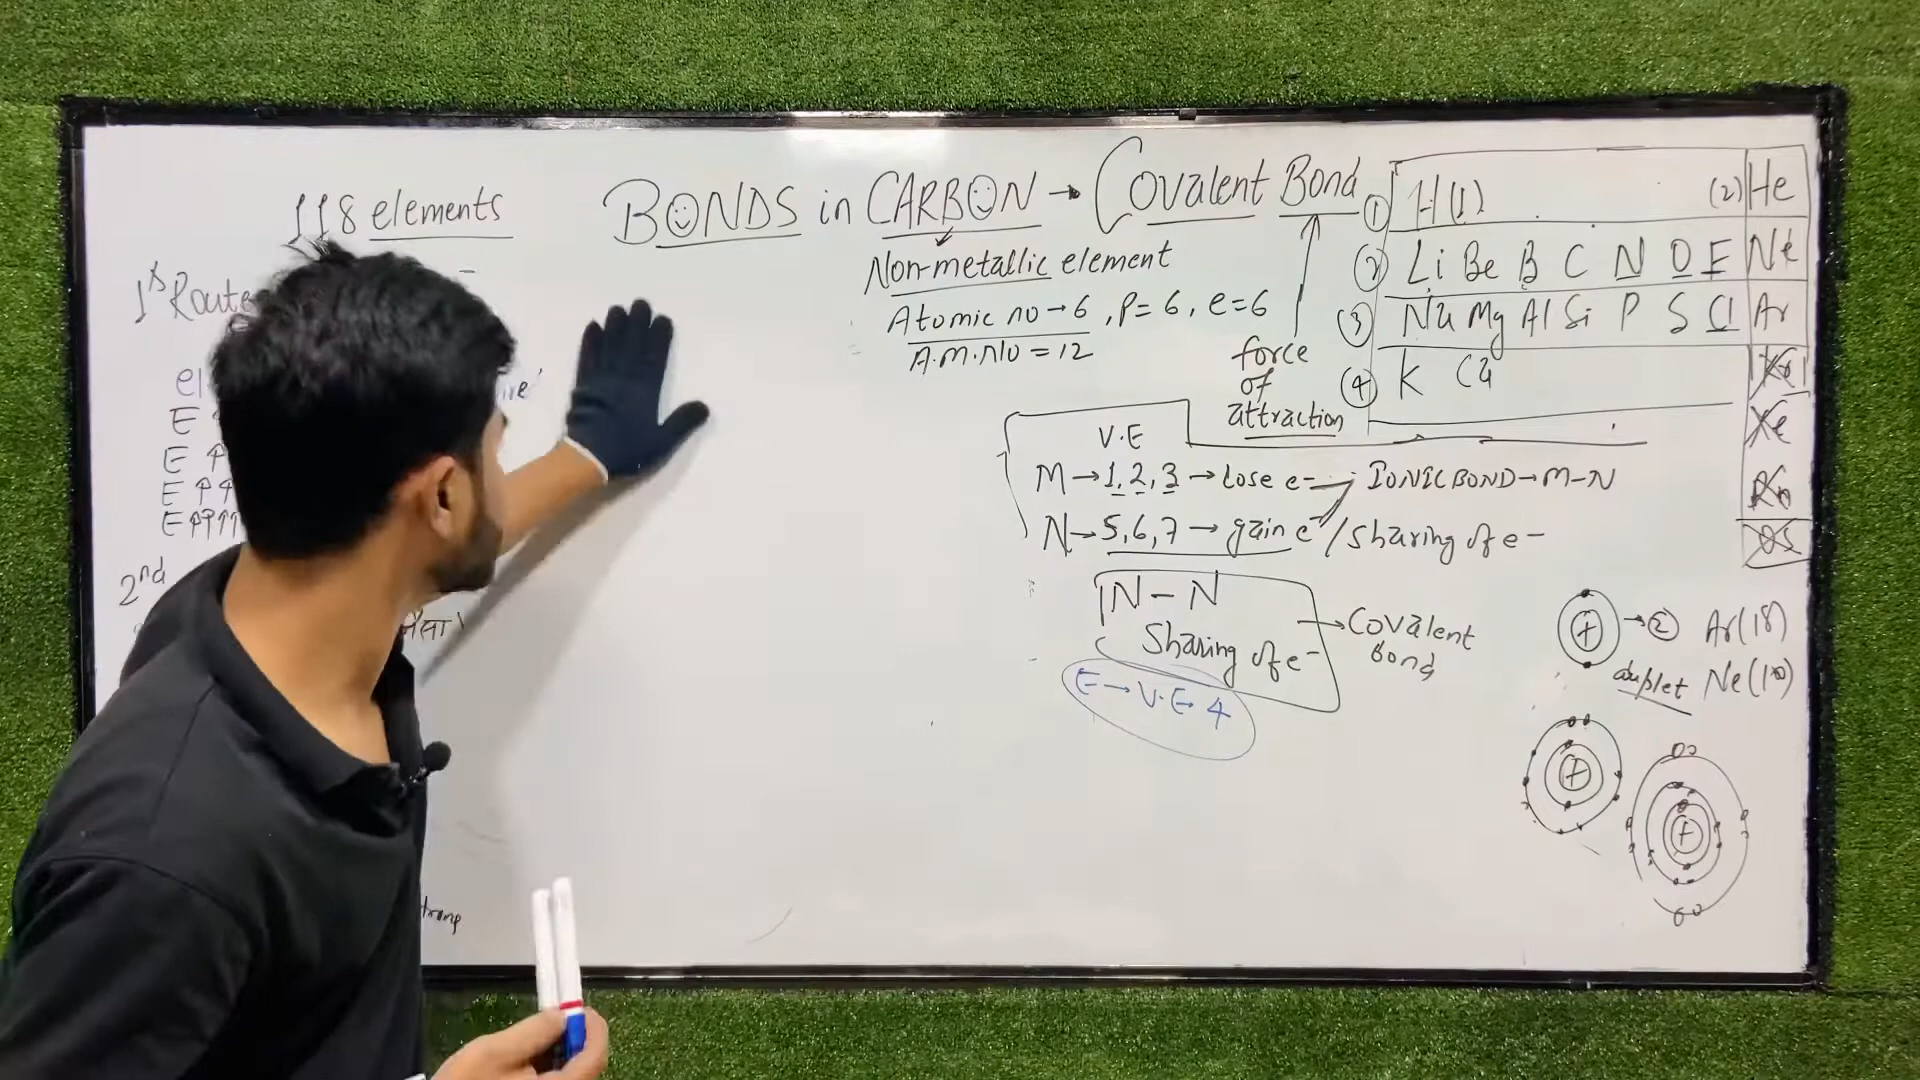 118 elements
BONDS in CARBON → Covalent Bond
Non-metallic element
Atomic no → 6, P = 6, e = 6
A.M.No = 12
force
of
attraction
① H(1) (2) He
② Li Be B C N O F Ne
(3) Na Mg Al Si P S Cl Ar
④ K Ca Kr
Xe
Rn
Os
V.E
M → 1, 2, 3 → Lose e- IONIC BOND → M-N
N → 5, 6, 7 → gain e- / Sharing of e-
N - N
Sharing of e-
→ Covalent
Bond
E → V.E → 4
1st Route
E ↑
E ↑↑
E ↑↑↑↑
2nd
+ → ② Ar(18)
duplet Ne(10)
+
+